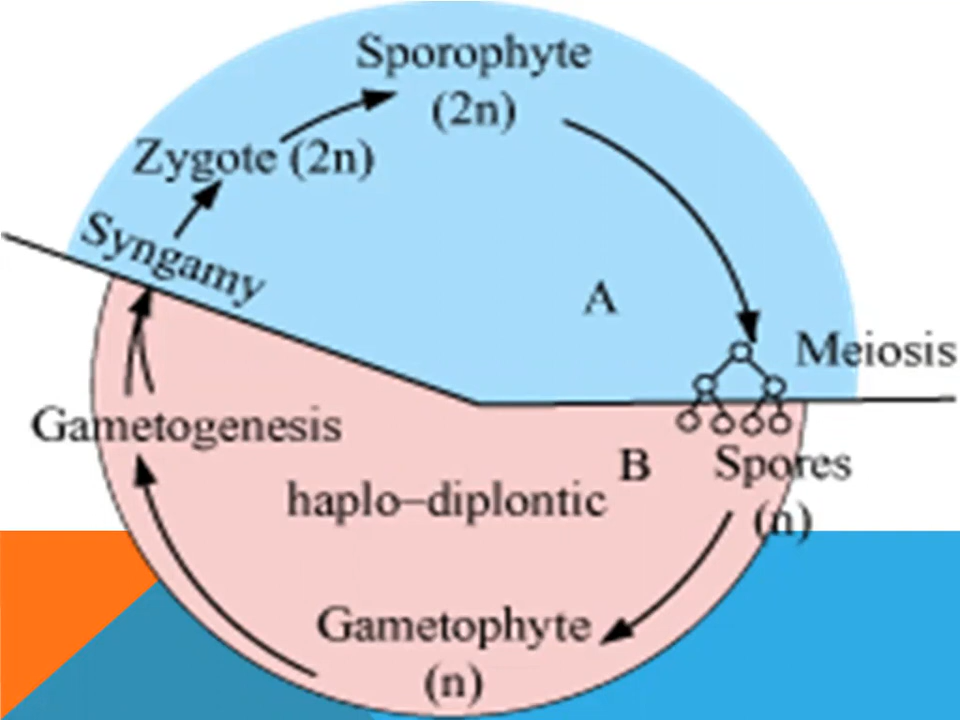 Sporophyte
(2n)
Zygote (2n)
Syngamy
A
Meiosis
Gametogenesis
B
Spores
(n)
haplo–diplontic
Gametophyte
(n)